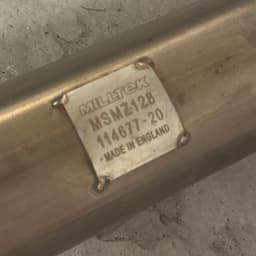 MILLTEK
MSMZ128
114677-20
-MADE IN ENGLAND